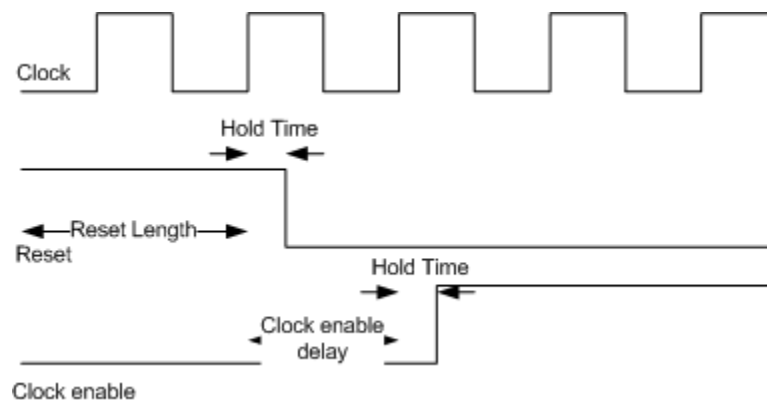 Clock
Hold Time
Reset Length
Reset
Hold Time
Clock enable
delay
Clock enable